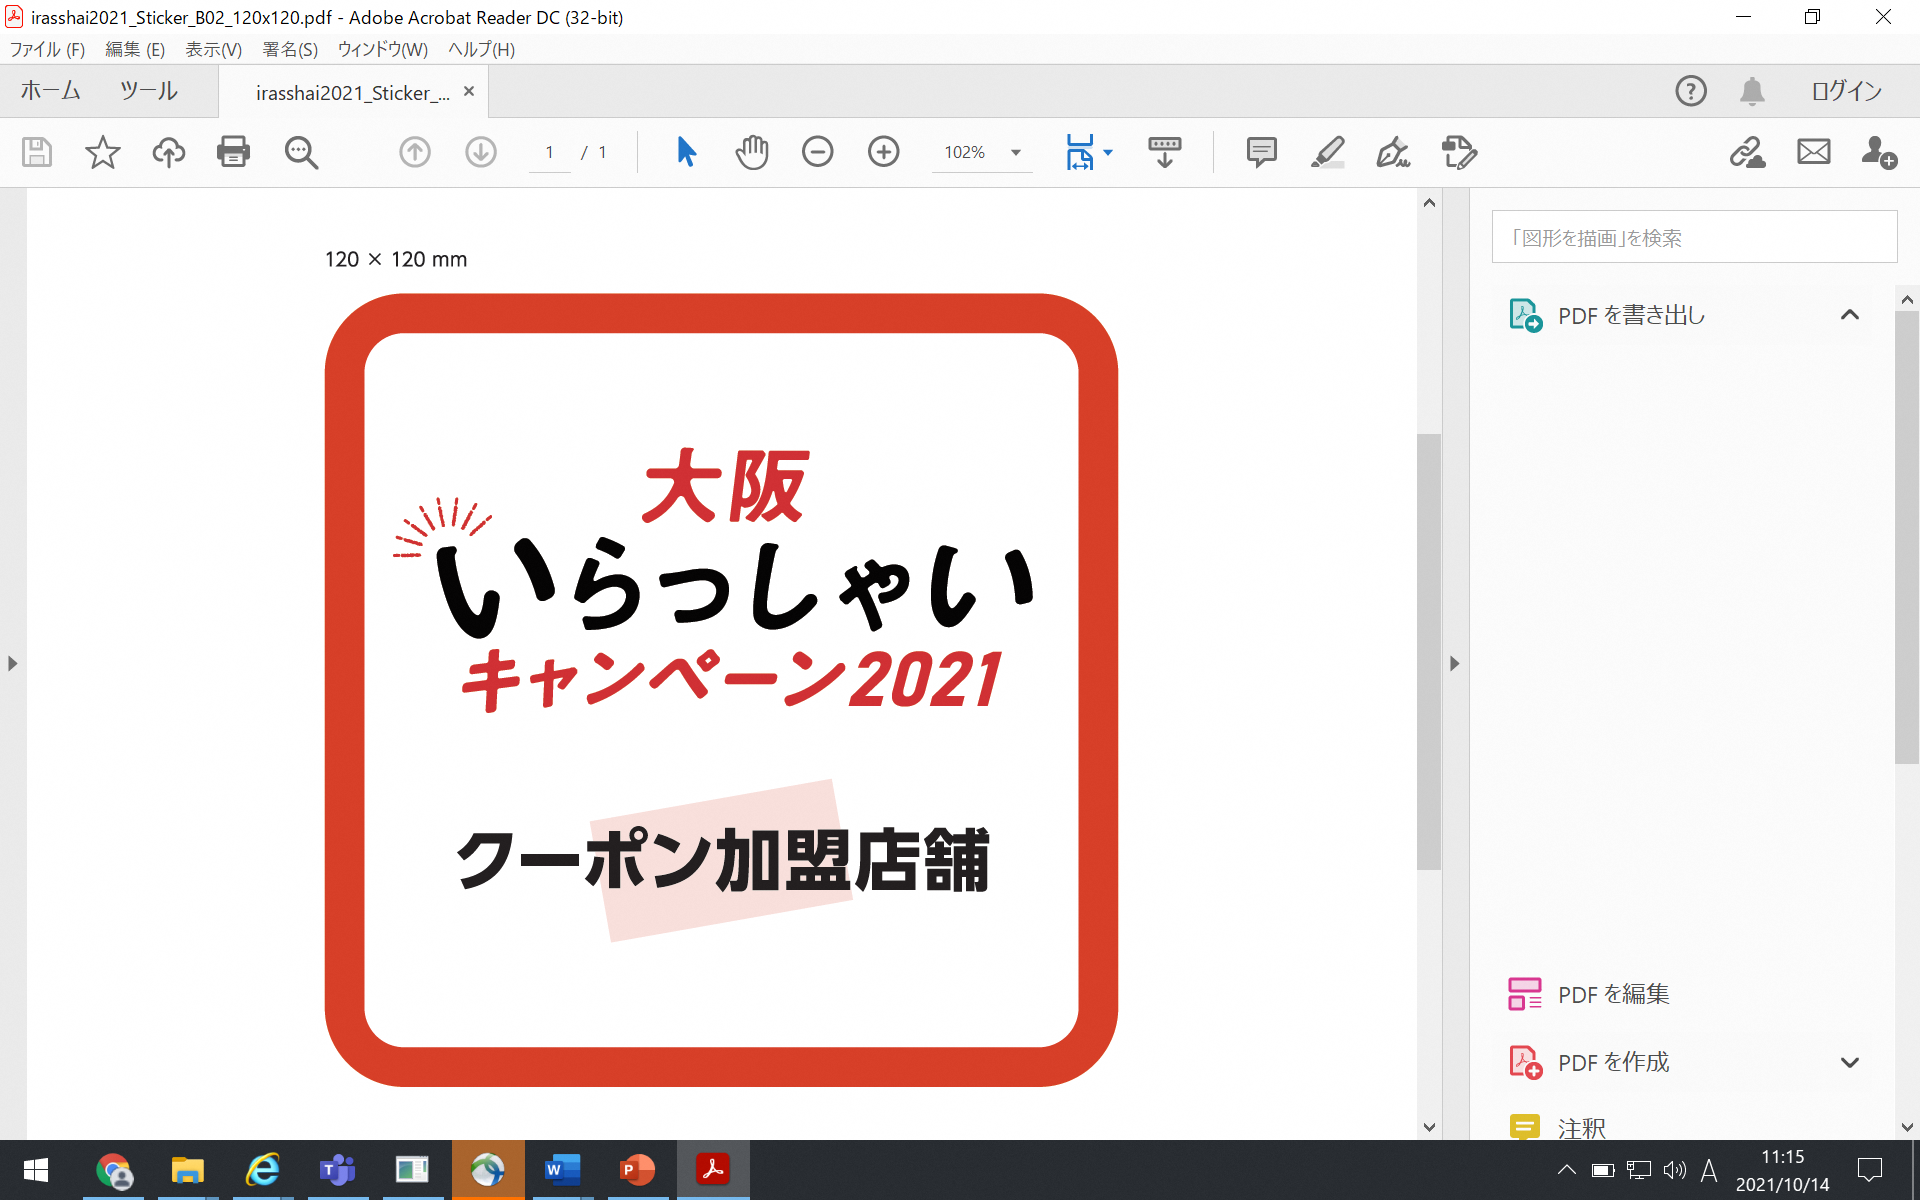 irasshai2021_Sticker_B02_120x120.pdf - Adobe Acrobat Reader DC (32-bit)
ファイル (F) 編集 (E) 表示(V) 署名(S) ウィンドウ(W) ヘルプ(H)
ホーム ツール irasshai2021_Sticker_... × ログイン
1 / 1 102%
「図形を描画」を検索
120 × 120 mm
PDF を書き出し
大阪
いらっしゃい
キャンペーン2021
クーポン加盟店舗
PDF を編集
PDF を作成
注釈
A
11:15
2021/10/14